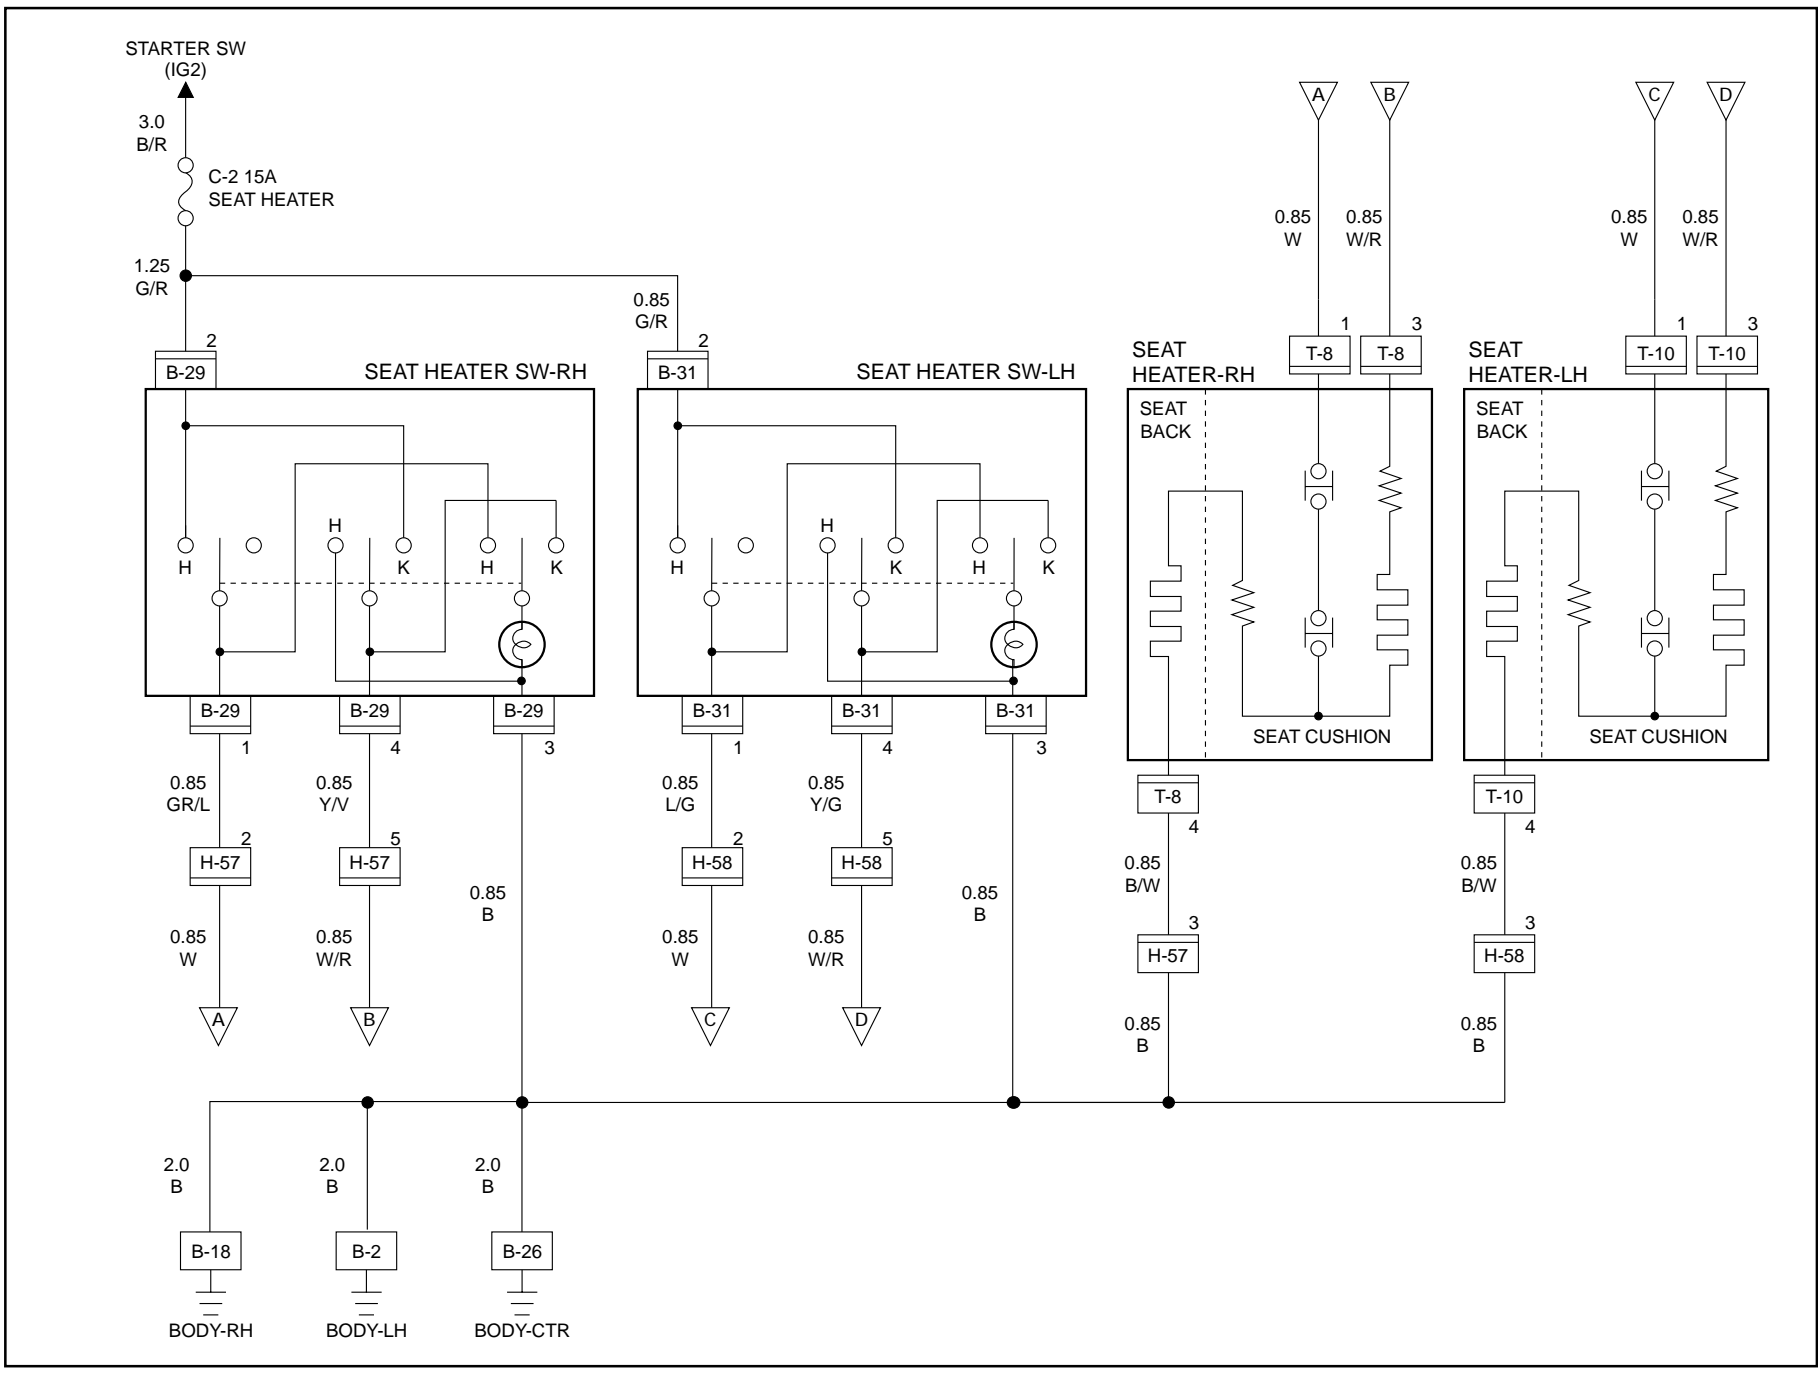 STARTER SW
(IG2)
3.0
B/R
C-2 15A
SEAT HEATER
1.25
G/R
0.85
G/R
2
B-29
SEAT HEATER SW-RH
2
B-31
SEAT HEATER SW-LH
H
H
K
H
K
H
H
K
H
K
B-29
B-29
B-29
1
4
3
B-31
B-31
B-31
1
4
3
0.85
GR/L
0.85
Y/V
0.85
L/G
0.85
Y/G
2
H-57
5
H-57
2
H-58
5
H-58
0.85
B
0.85
B
0.85
W
0.85
W/R
0.85
W
0.85
W/R
A
B
C
D
A
B
C
D
0.85
W
0.85
W/R
0.85
W
0.85
W/R
1
3
1
3
SEAT
HEATER-RH
T-8
T-8
SEAT
HEATER-LH
T-10
T-10
SEAT
BACK
SEAT
BACK
SEAT CUSHION
SEAT CUSHION
T-8
4
T-10
4
0.85
B/W
0.85
B/W
3
H-57
3
H-58
0.85
B
0.85
B
2.0
B
2.0
B
2.0
B
B-18
B-2
B-26
BODY-RH
BODY-LH
BODY-CTR